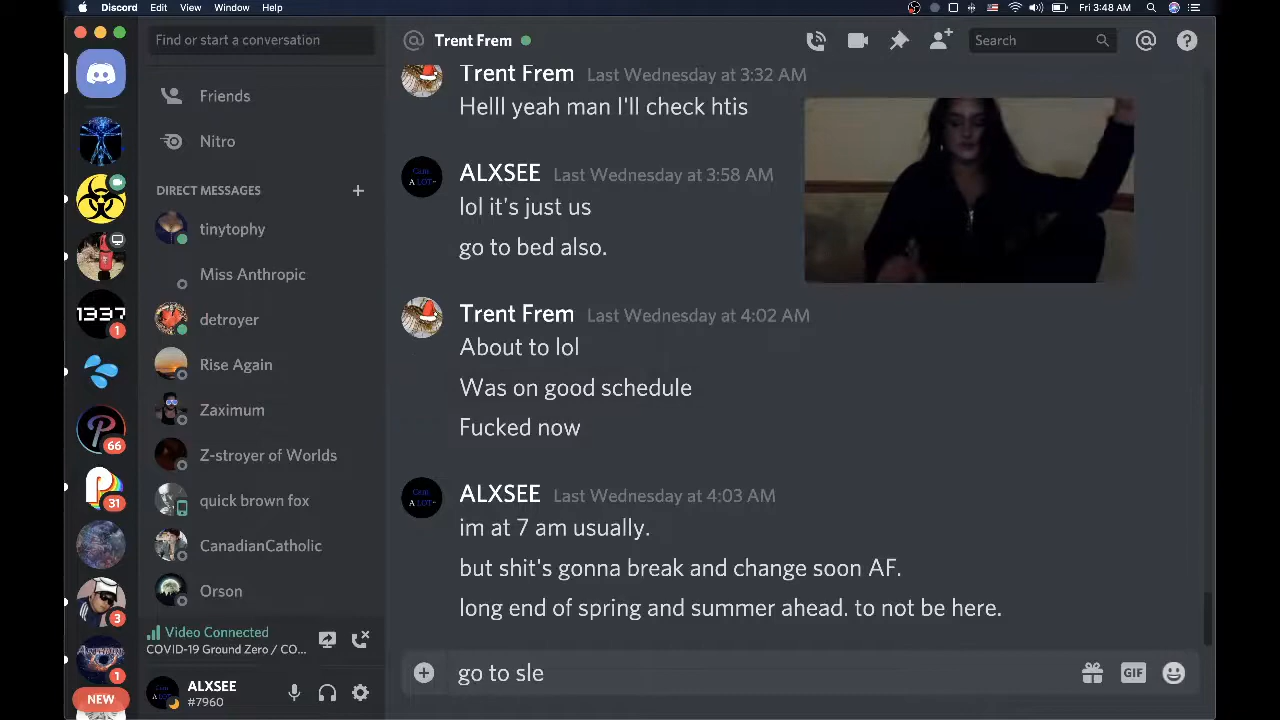 Discord Edit View Window Help Fri 3:48 AM
Find or start a conversation
Friends
Nitro
DIRECT MESSAGES
tinytophy
Miss Anthropic
detroyer
Rise Again
Zaximum
Z-stroyer of Worlds
quick brown fox
CanadianCatholic
Orson
Video Connected
COVID-19 Ground Zero / CO...
ALXSEE
#7960
1337
1
66
31
3
1
NEW
Trent Frem
Search
Trent Frem Last Wednesday at 3:32 AM
Helll yeah man I'll check htis
ALXSEE Last Wednesday at 3:58 AM
lol it's just us
go to bed also.
Trent Frem Last Wednesday at 4:02 AM
About to lol
Was on good schedule
Fucked now
ALXSEE Last Wednesday at 4:03 AM
im at 7 am usually.
but shit's gonna break and change soon AF.
long end of spring and summer ahead. to not be here.
go to sle
GIF